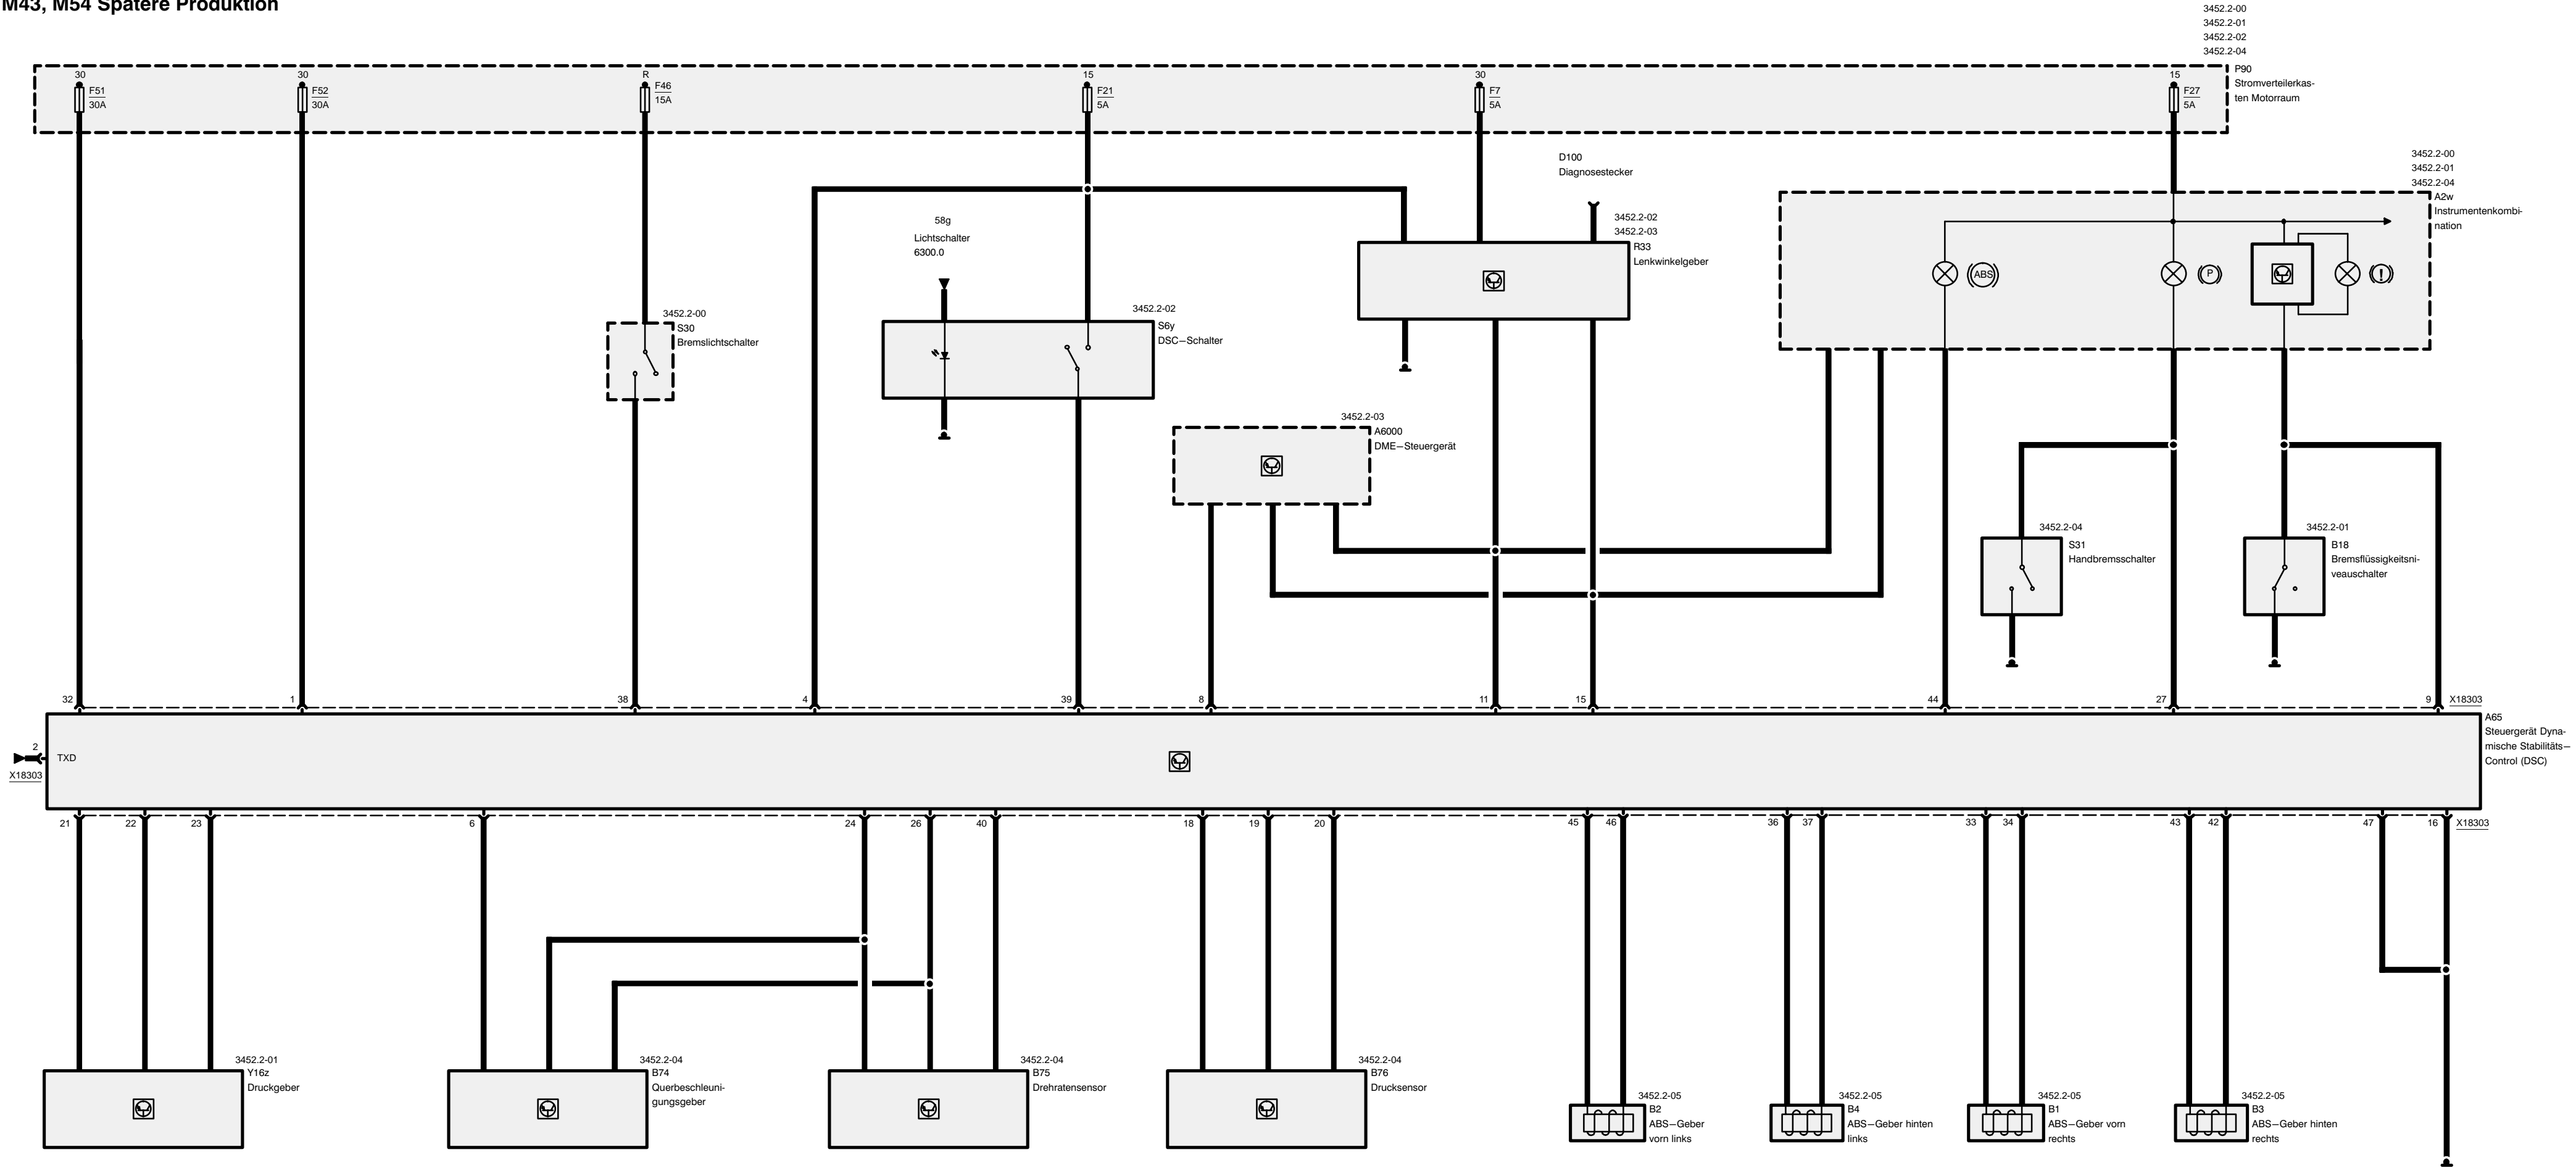 M43, M54 Spätere Produktion
3452.2-00
3452.2-01
3452.2-02
3452.2-04
P90
Stromverteilerkas-
ten Motorraum
30
F51
30A
30
F52
30A
R
F46
15A
15
F21
5A
30
F7
5A
15
F27
5A
D100
Diagnosestecker
3452.2-00
3452.2-01
3452.2-04
A2w
Instrumentenkombi-
nation
58g
Lichtschalter
6300.0
3452.2-02
3452.2-03
R33
Lenkwinkelgeber
ABS
P
!
3452.2-00
S30
Bremslichtschalter
3452.2-02
S6y
DSC–Schalter
3452.2-03
A6000
DME–Steuergerät
3452.2-04
S31
Handbremsschalter
3452.2-01
B18
Bremsflüssigkeitsni-
veauschalter
32
1
38
4
39
8
11
15
44
27
9
X18303
A65
Steuergerät Dyna-
mische Stabilitäts–
Control (DSC)
2
X18303
TXD
21
22
23
6
24
26
40
18
19
20
45
46
36
37
33
34
43
42
47
16
X18303
3452.2-01
Y16z
Druckgeber
3452.2-04
B74
Querbeschleuni-
gungsgeber
3452.2-04
B75
Drehratensensor
3452.2-04
B76
Drucksensor
3452.2-05
B2
ABS–Geber
vorn links
3452.2-05
B4
ABS–Geber hinten
links
3452.2-05
B1
ABS–Geber vorn
rechts
3452.2-05
B3
ABS–Geber hinten
rechts